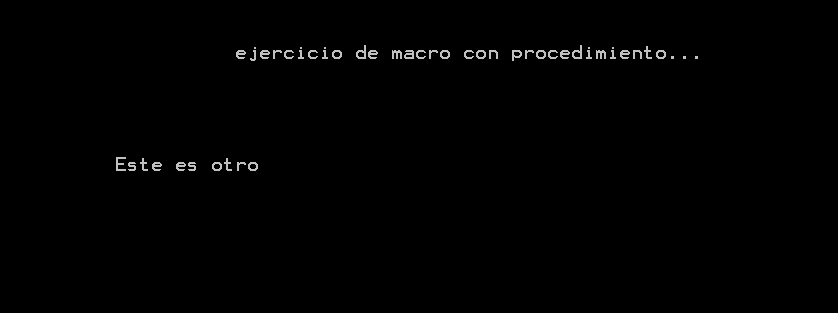 ejercicio de macro con procedimiento...
Este es otro